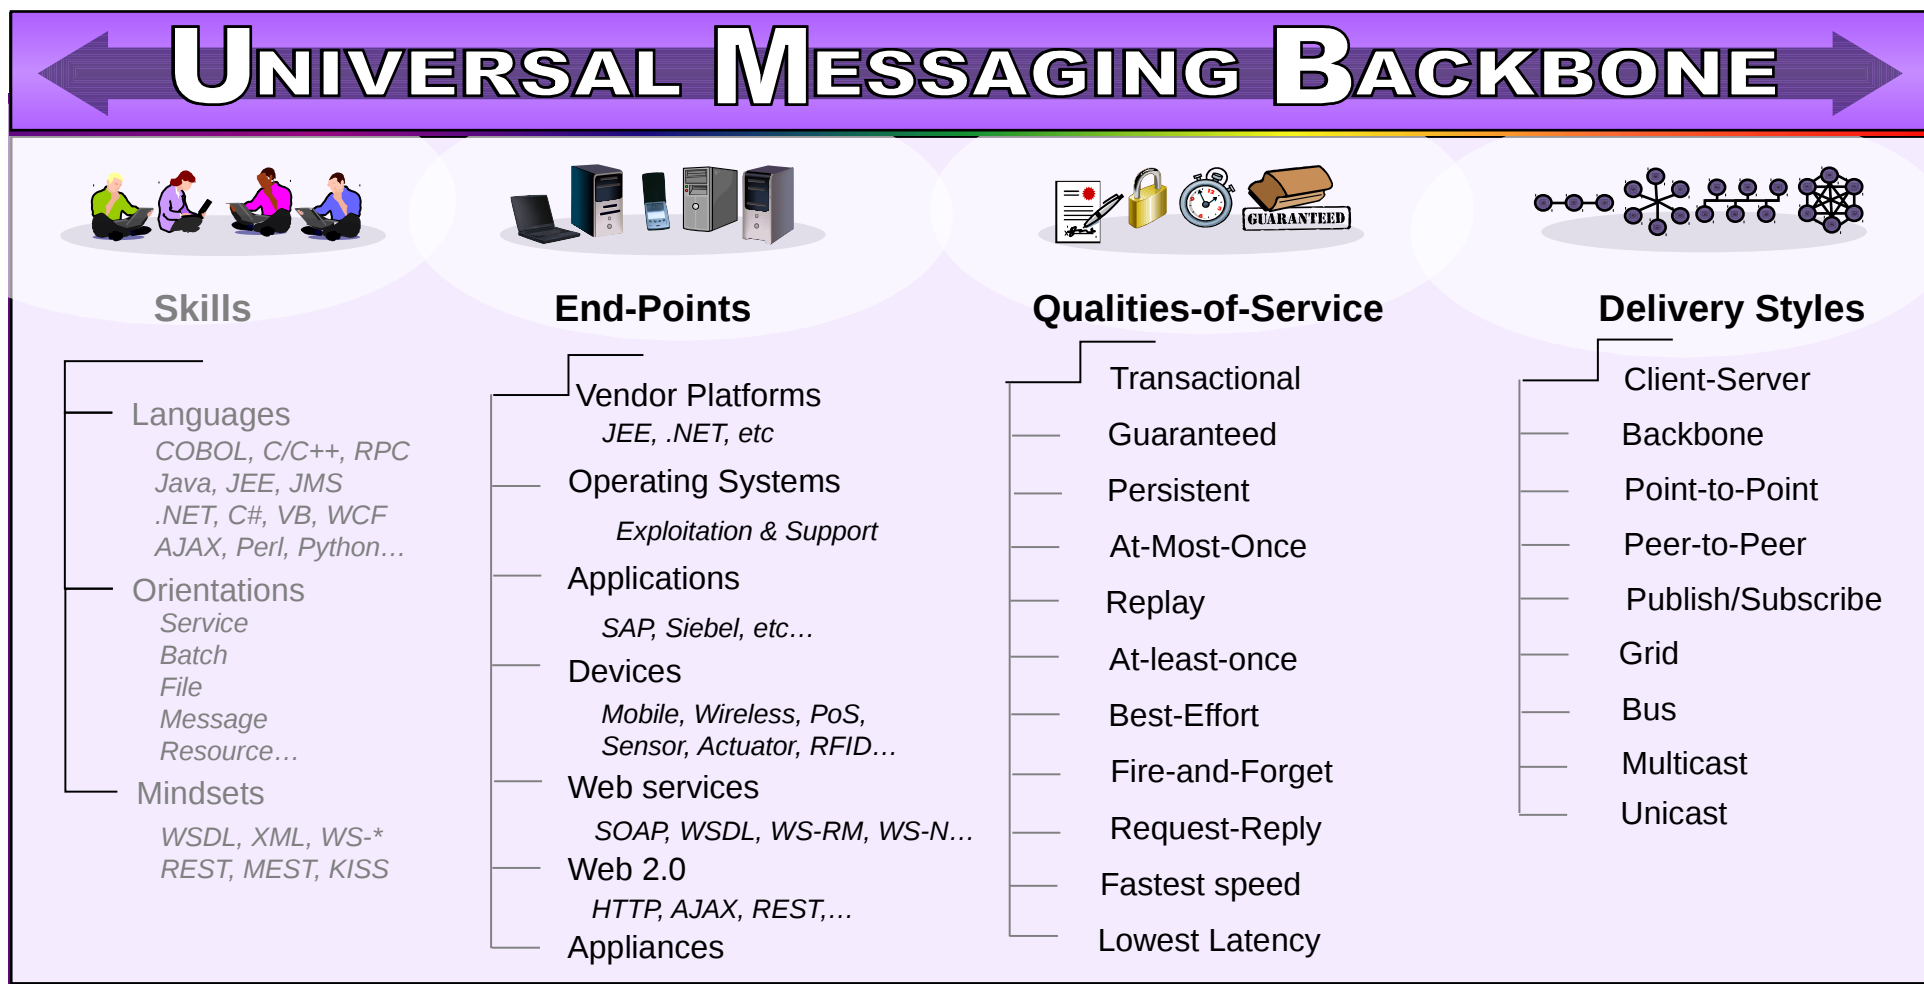 UNIVERSAL MESSAGING BACKBONE
GUARANTEED
Skills
Languages
COBOL, C/C++, RPC
Java, JEE, JMS
.NET, C#, VB, WCF
AJAX, Perl, Python…
Orientations
Service
Batch
File
Message
Resource…
Mindsets
WSDL, XML, WS-*
REST, MEST, KISS
End-Points
Vendor Platforms
JEE, .NET, etc
Operating Systems
Exploitation & Support
Applications
SAP, Siebel, etc…
Devices
Mobile, Wireless, PoS,
Sensor, Actuator, RFID…
Web services
SOAP, WSDL, WS-RM, WS-N…
Web 2.0
HTTP, AJAX, REST,…
Appliances
Qualities-of-Service
Transactional
Guaranteed
Persistent
At-Most-Once
Replay
At-least-once
Best-Effort
Fire-and-Forget
Request-Reply
Fastest speed
Lowest Latency
Delivery Styles
Client-Server
Backbone
Point-to-Point
Peer-to-Peer
Publish/Subscribe
Grid
Bus
Multicast
Unicast